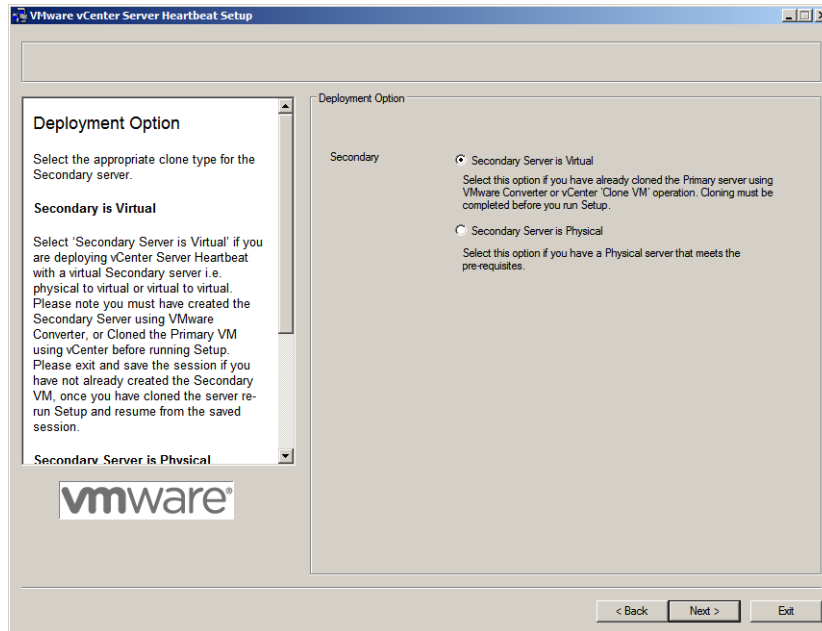 VMware vCenter Server Heartbeat Setup
Deployment Option
Select the appropriate clone type for the
Secondary server.
Secondary is Virtual
Select 'Secondary Server is Virtual' if you
are deploying vCenter Server Heartbeat
with a virtual Secondary server i.e.
physical to virtual or virtual to virtual.
Please note you must have created the
Secondary Server using VMware
Converter, or Cloned the Primary VM
using vCenter before running Setup.
Please exit and save the session if you
have not already created the Secondary
VM, once you have cloned the server re-
run Setup and resume from the saved
session.
Secondary Server is Physical
vmware®
Deployment Option
Secondary
Secondary Server is Virtual
Select this option if you have already cloned the Primary server using
VMware Converter or vCenter 'Clone VM' operation. Cloning must be
completed before you run Setup.
Secondary Server is Physical
Select this option if you have a Physical server that meets the
pre-requisites.
< Back
Next >
Exit